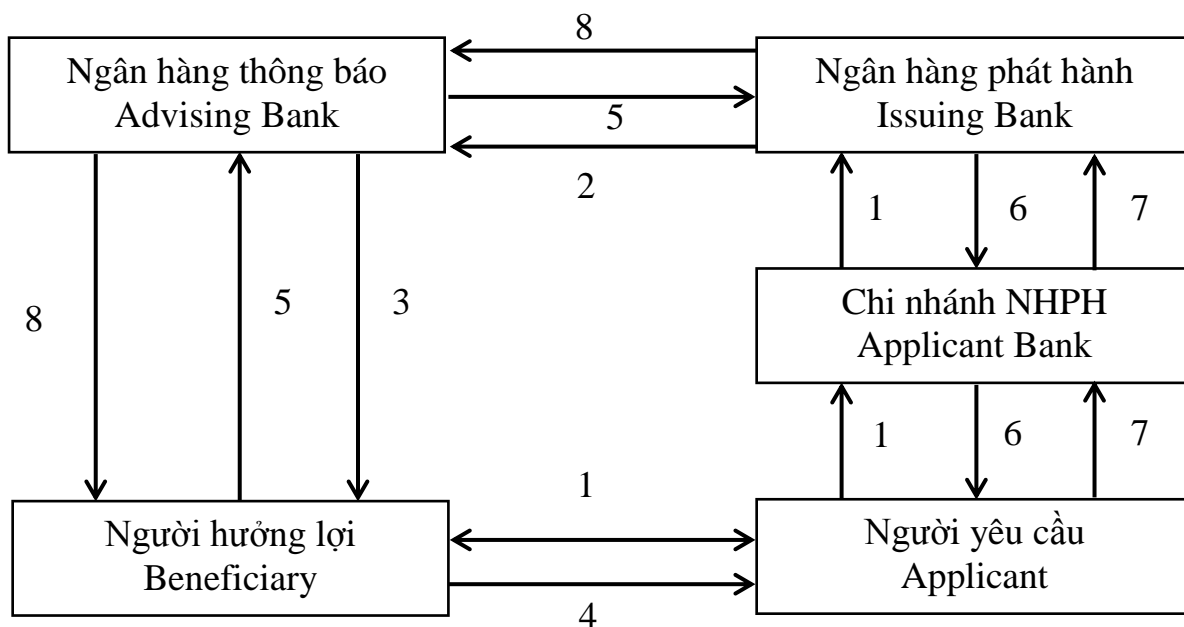 8
Ngân hàng thông báo
Advising Bank
Ngân hàng phát hành
Issuing Bank
5
2
1
6
7
8
5
3
Chi nhánh NHPH
Applicant Bank
1
6
7
1
Người hưởng lợi
Beneficiary
Người yêu cầu
Applicant
4